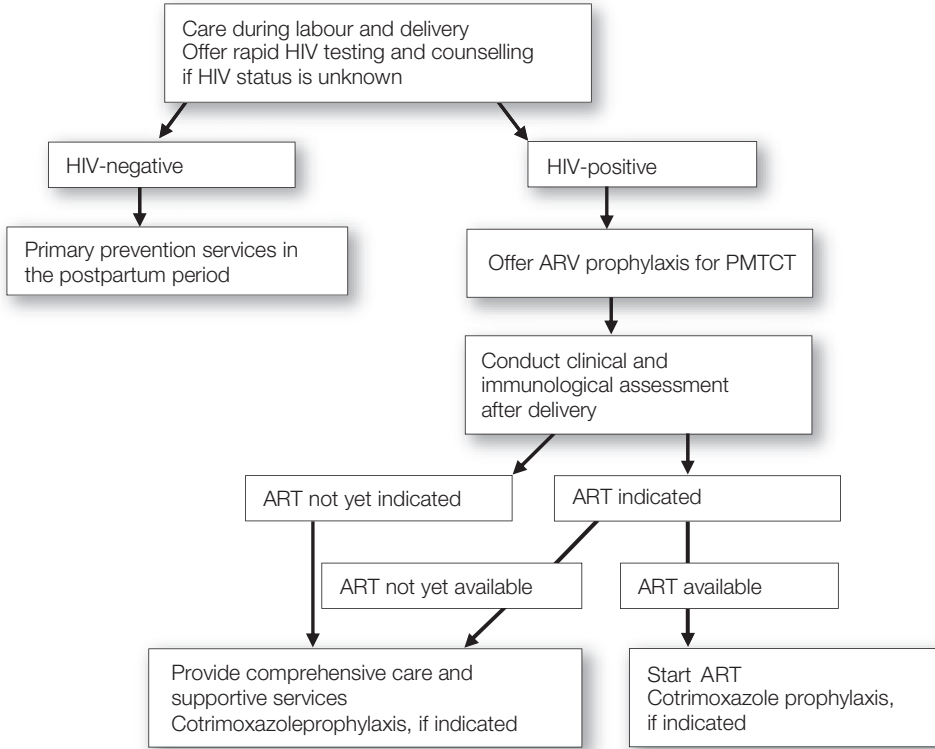 Care during labour and delivery
Offer rapid HIV testing and counselling
if HIV status is unknown
HIV-negative
HIV-positive
Primary prevention services in
the postpartum period
Offer ARV prophylaxis for PMTCT
Conduct clinical and
immunological assessment
after delivery
ART not yet indicated
ART indicated
ART not yet available
ART available
Provide comprehensive care and
supportive services
Cotrimoxazoleprophylaxis, if indicated
Start ART
Cotrimoxazole prophylaxis,
if indicated